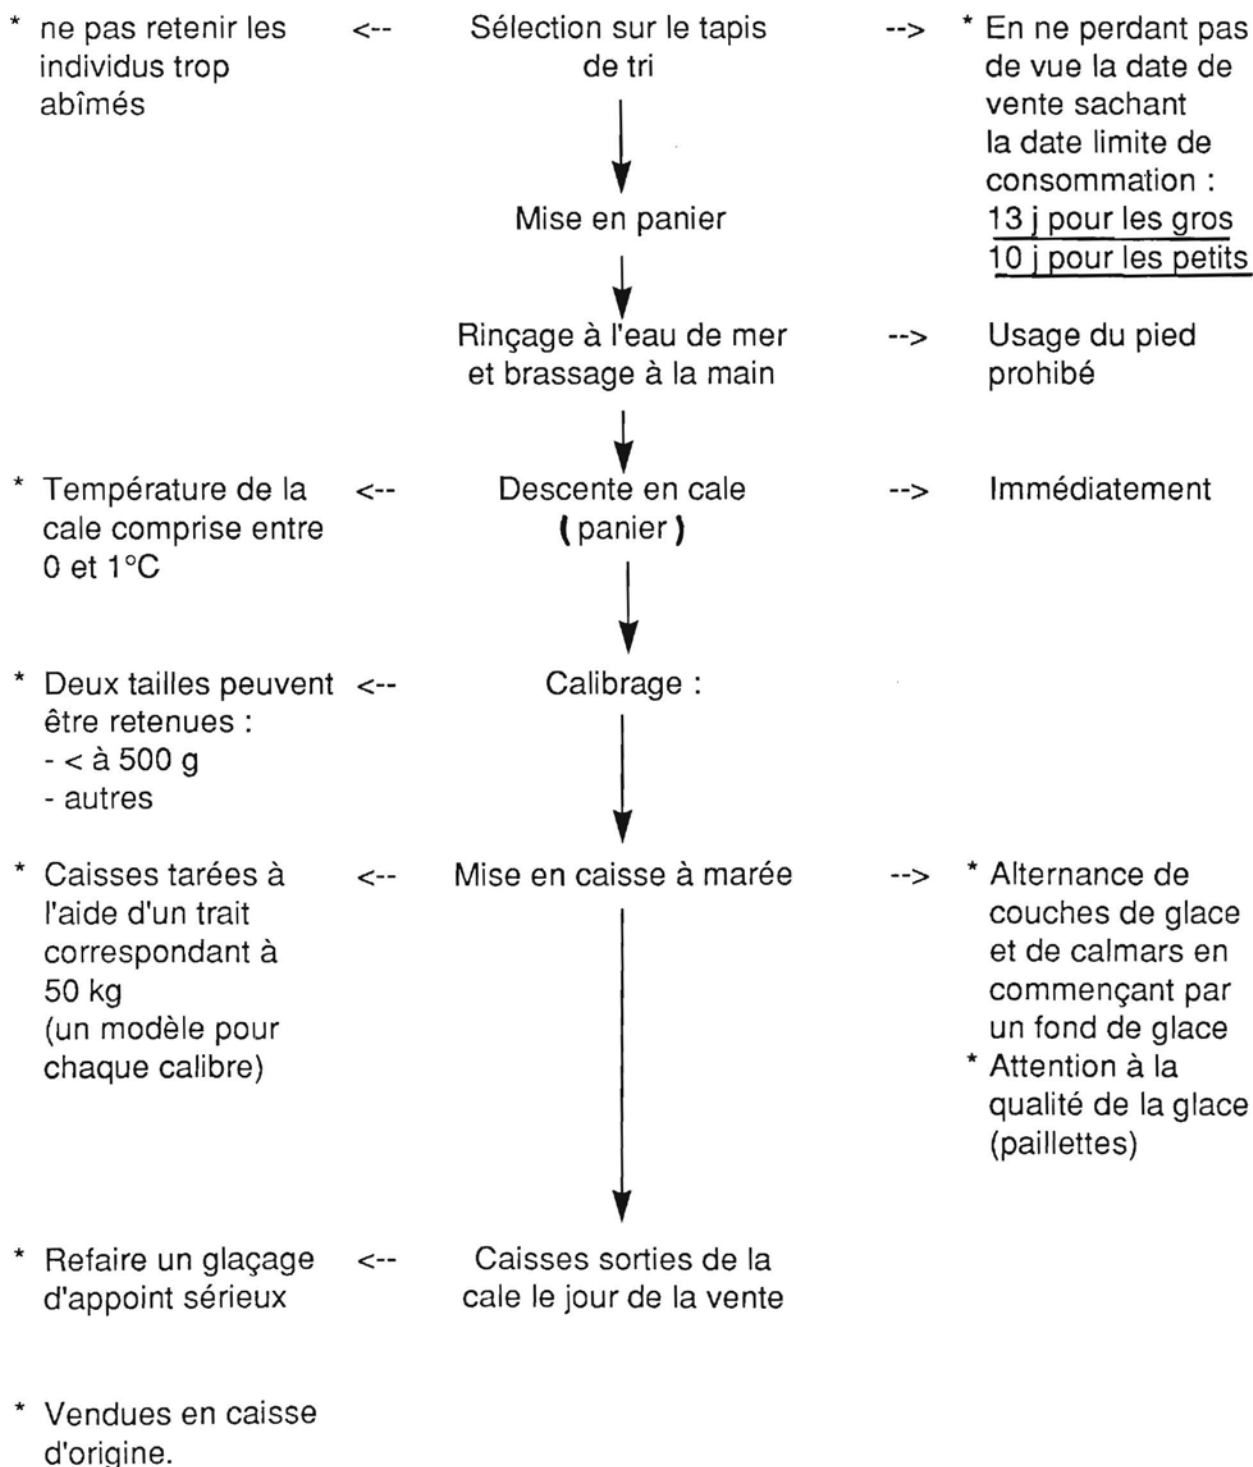 * ne pas retenir les <-- Sélection sur le tapis --> * En ne perdant pas
individus trop de tri de vue la date de
abîmés vente sachant
la date limite de
consommation :
Mise en panier 13 j pour les gros
10 j pour les petits
Rinçage à l'eau de mer --> Usage du pied
et brassage à la main prohibé
* Température de la <-- Descente en cale --> Immédiatement
cale comprise entre ( panier )
0 et 1°C
* Deux tailles peuvent <-- Calibrage :
être retenues :
- < à 500 g
- autres
* Caisses tarées à <-- Mise en caisse à marée --> * Alternance de
l'aide d'un trait couches de glace
correspondant à et de calmars en
50 kg commençant par
(un modèle pour un fond de glace
chaque calibre) * Attention à la
qualité de la glace
(paillettes)
* Refaire un glaçage <-- Caisses sorties de la
d'appoint sérieux cale le jour de la vente
* Vendues en caisse
d'origine.